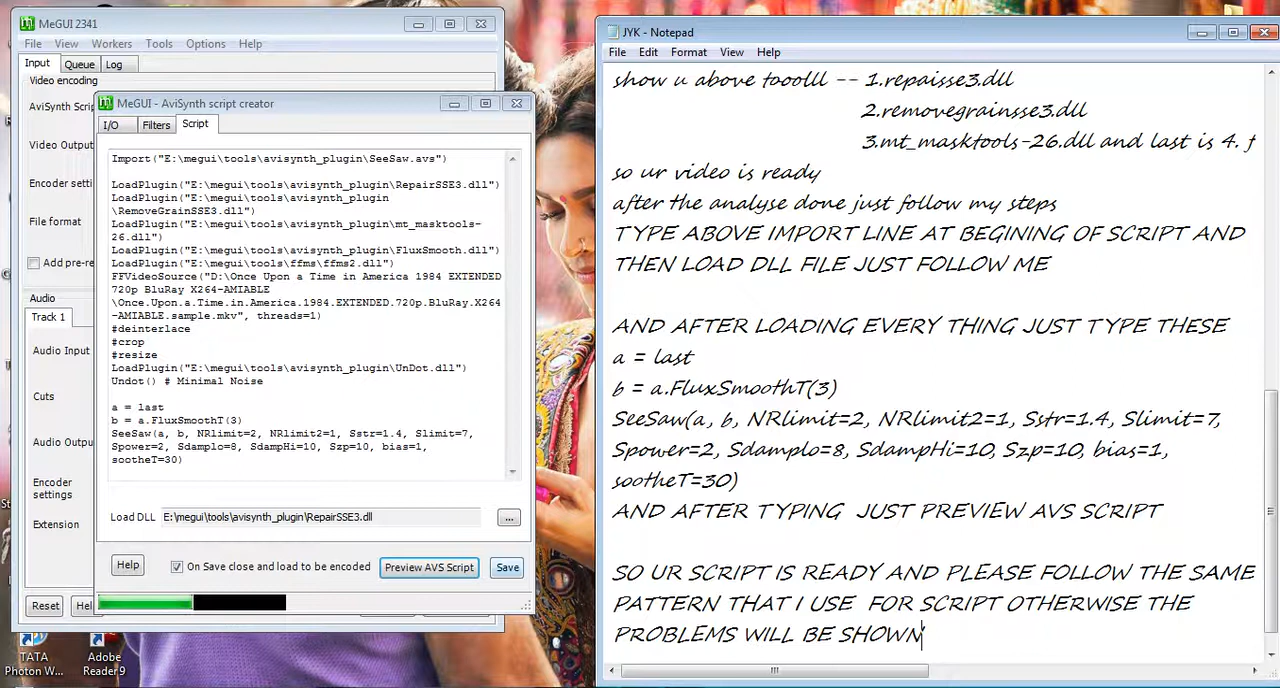 MeGUI 2341
File View Workers Tools Options Help
Input Queue Log
Video encoding
AviSynth Scrip
Video Output
Encoder setti
File format
Add pre-re
Audio
Track 1
Audio Input
Cuts
Audio Outpu
Encoder
settings
Extension
Reset Hel
MeGUI - AviSynth script creator
I/O Filters Script
Import("E:\megui\tools\avisynth_plugin\SeeSaw.avs")
LoadPlugin("E:\megui\tools\avisynth_plugin\RepairSSE3.dll")
LoadPlugin("E:\megui\tools\avisynth_plugin
\RemoveGrainSSE3.dll")
LoadPlugin("E:\megui\tools\avisynth_plugin\mt_masktools-
26.dll")
LoadPlugin("E:\megui\tools\avisynth_plugin\FluxSmooth.dll")
LoadPlugin("E:\megui\tools\ffms\ffms2.dll")
FFVideoSource("D:\Once Upon a Time in America 1984 EXTENDED
720p BluRay X264-AMIABLE
\Once.Upon.a.Time.in.America.1984.EXTENDED.720p.BluRay.X264
-AMIABLE.sample.mkv", threads=1)
#deinterlace
#crop
#resize
LoadPlugin("E:\megui\tools\avisynth_plugin\UnDot.dll")
Undot() # Minimal Noise
a = last
b = a.FluxSmoothT(3)
SeeSaw(a, b, NRlimit=2, NRlimit2=1, Sstr=1.4, Slimit=7,
Spower=2, Sdamplo=8, SdampHi=10, Szp=10, bias=1,
sootheT=30)
Load DLL E:\megui\tools\avisynth_plugin\RepairSSE3.dll ...
Help On Save close and load to be encoded Preview AVS Script Save
TATA
Photon W...
Adobe
Reader 9
JYK - Notepad
File Edit Format View Help
show u above tooolll -- 1.repaisse3.dll
2.removegrainsse3.dll
3.mt_masktools-26.dll and last is 4. f
so ur video is ready
after the analyse done just follow my steps
TYPE ABOVE IMPORT LINE AT BEGINING OF SCRIPT AND
THEN LOAD DLL FILE JUST FOLLOW ME
AND AFTER LOADING EVERY THING JUST TYPE THESE
a = last
b = a.FluxSmoothT(3)
SeeSaw(a, b, NRlimit=2, NRlimit2=1, Sstr=1.4, Slimit=7,
Spower=2, Sdamplo=8, SdampHi=10, Szp=10, bias=1,
sootheT=30)
AND AFTER TYPING JUST PREVIEW AVS SCRIPT
SO UR SCRIPT IS READY AND PLEASE FOLLOW THE SAME
PATTERN THAT I USE FOR SCRIPT OTHERWISE THE
PROBLEMS WILL BE SHOWN